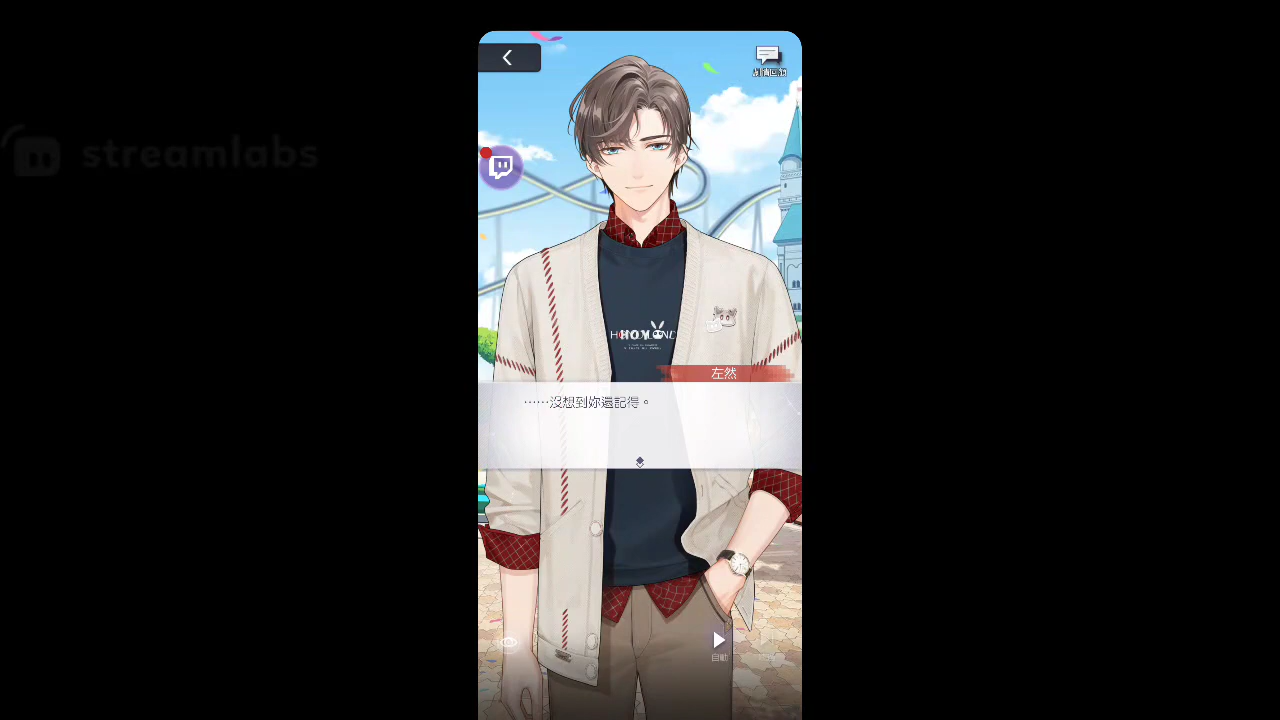 streamlabs
左然
……沒想到妳還記得。
自動